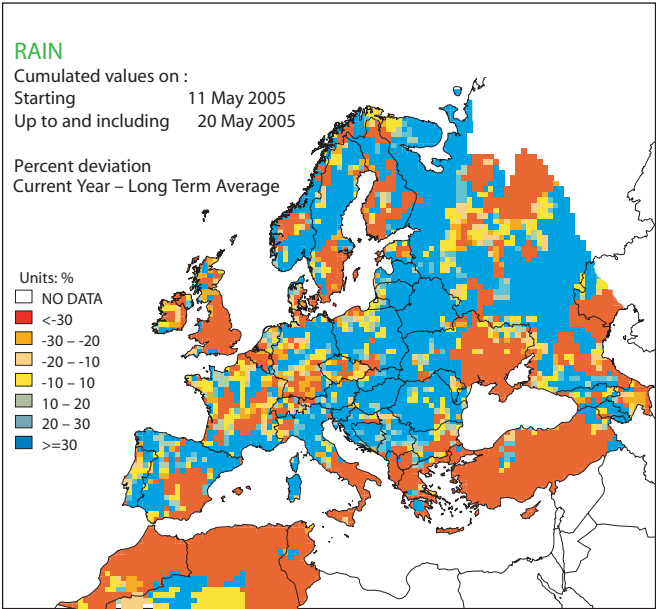 RAIN
Cumulated values on :
Starting 11 May 2005
Up to and including 20 May 2005
Percent deviation
Current Year – Long Term Average
Units: %
NO DATA
<-30
-30 – -20
-20 – -10
-10 – 10
10 – 20
20 – 30
>=30